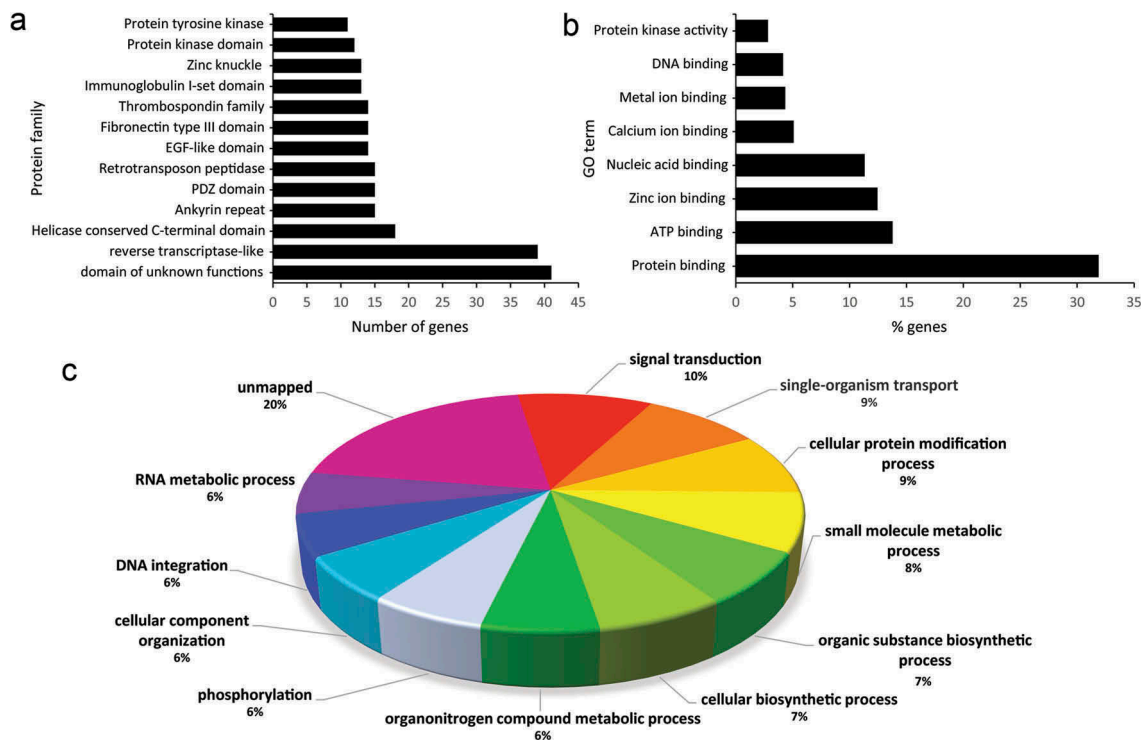 a
Protein family
Protein tyrosine kinase
Protein kinase domain
Zinc knuckle
Immunoglobulin I-set domain
Thrombospondin family
Fibronectin type III domain
EGF-like domain
Retrotransposon peptidase
PDZ domain
Ankyrin repeat
Helicase conserved C-terminal domain
reverse transcriptase-like
domain of unknown functions
0 5 10 15 20 25 30 35 40 45
Number of genes
b
GO term
Protein kinase activity
DNA binding
Metal ion binding
Calcium ion binding
Nucleic acid binding
Zinc ion binding
ATP binding
Protein binding
0 5 10 15 20 25 30 35
% genes
c
signal transduction
10%
single-organism transport
9%
cellular protein modification
process
9%
small molecule metabolic
process
8%
organic substance biosynthetic
process
7%
cellular biosynthetic process
7%
organonitrogen compound metabolic process
6%
phosphorylation
6%
cellular component
organization
6%
DNA integration
6%
RNA metabolic process
6%
unmapped
20%